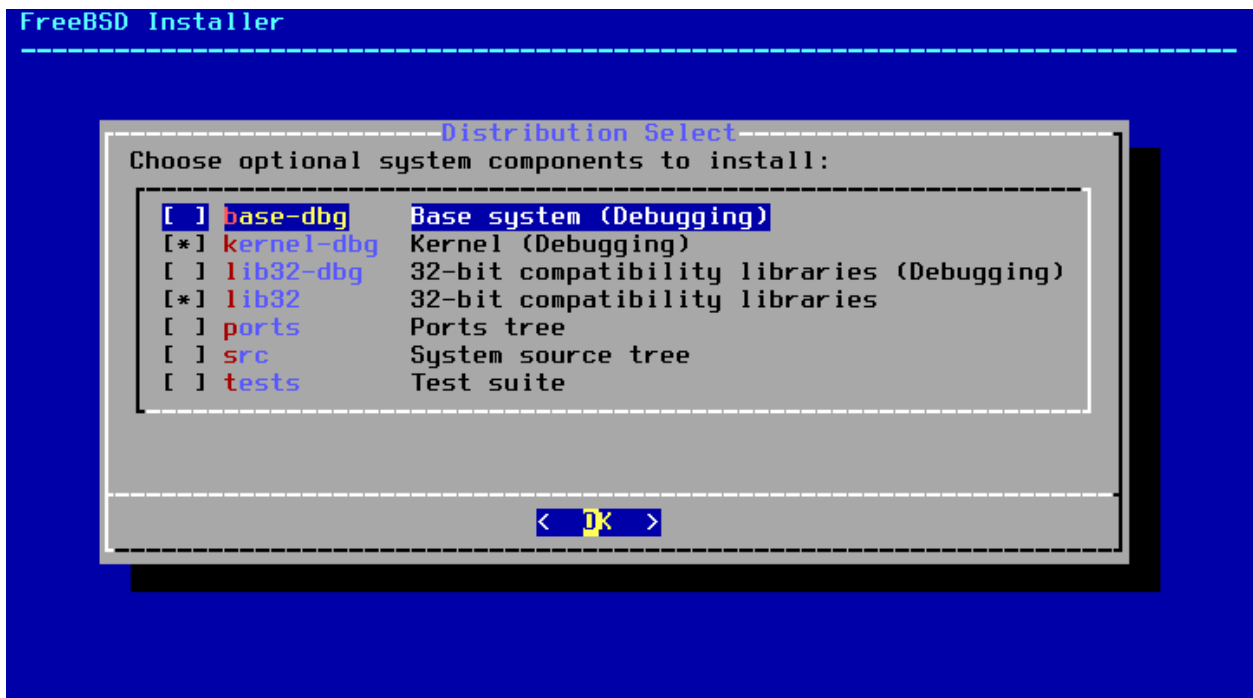 FreeBSD Installer
Distribution Select
Choose optional system components to install:
[ ] base-dbg Base system (Debugging)
[*] kernel-dbg Kernel (Debugging)
[ ] lib32-dbg 32-bit compatibility libraries (Debugging)
[*] lib32 32-bit compatibility libraries
[ ] ports Ports tree
[ ] src System source tree
[ ] tests Test suite
< OK >